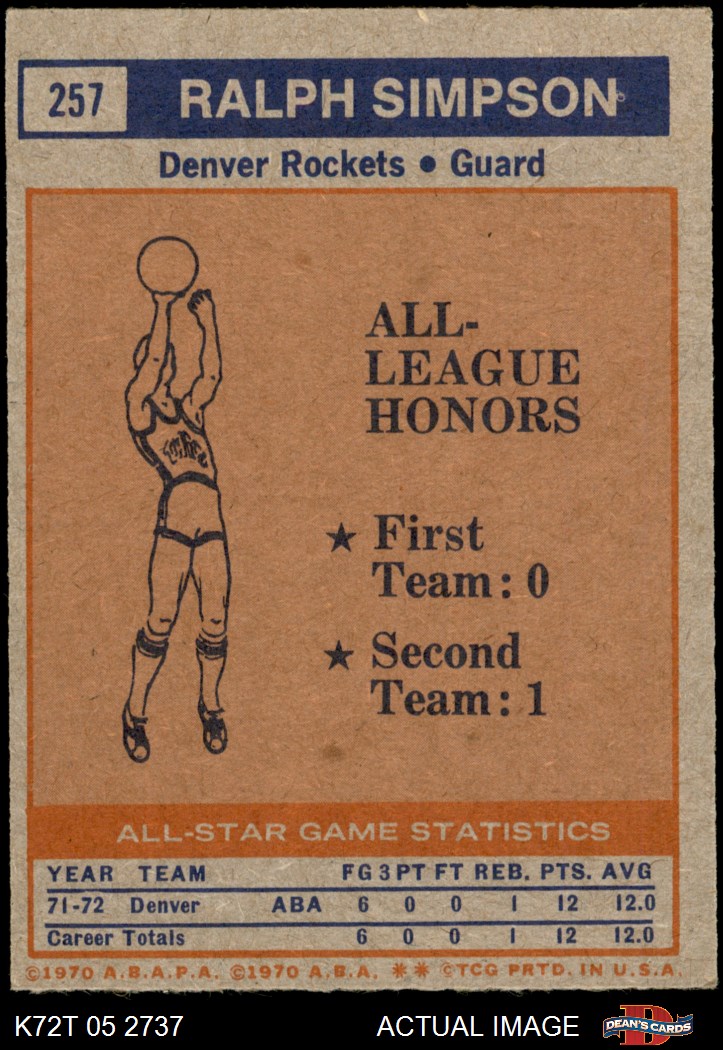 257 RALPH SIMPSON
Denver Rockets • Guard
ALL-
LEAGUE
HONORS
★ First
Team: 0
★ Second
Team: 1
ALL-STAR GAME STATISTICS
YEAR TEAM FG 3PT FT REB. PTS. AVG
71-72 Denver ABA 6 0 0 1 12 12.0
Career Totals 6 0 0 1 12 12.0
©1970 A.B.A.P.A. ©1970 A.B.A. ** ©TCG PRTD. IN U.S.A.
K72T 05 2737 ACTUAL IMAGE DEAN'S CARDS